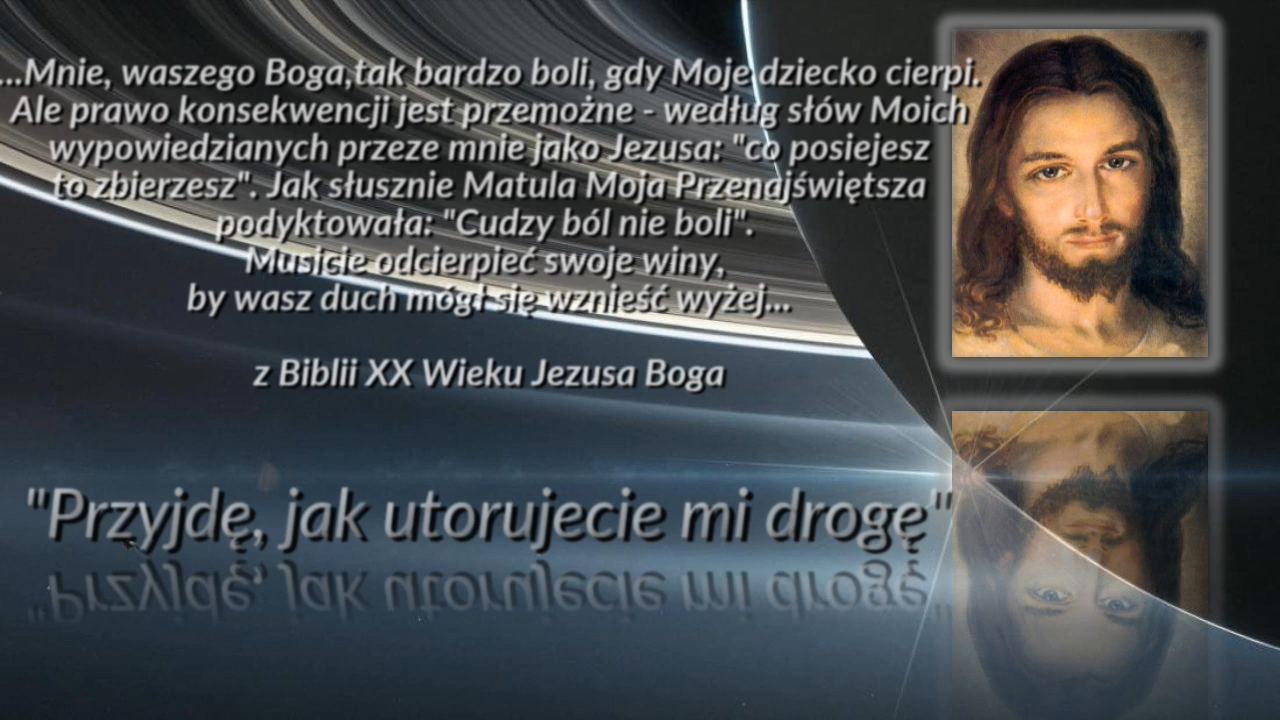 ...Mnie, waszego Boga,tak bardzo boli, gdy Moje dziecko cierpi.
Ale prawo konsekwencji jest przemożne - według słów Moich
wypowiedzianych przeze mnie jako Jezusa: "co posiejesz
to zbierzesz". Jak słusznie Matula Moja Przenajświętsza
podyktowała: "Cudzy ból nie boli".
Musicie odcierpieć swoje winy,
by wasz duch mógł się wznieść wyżej...
z Biblii XX Wieku Jezusa Boga
"Przyjdę, jak utorujecie mi drogę"